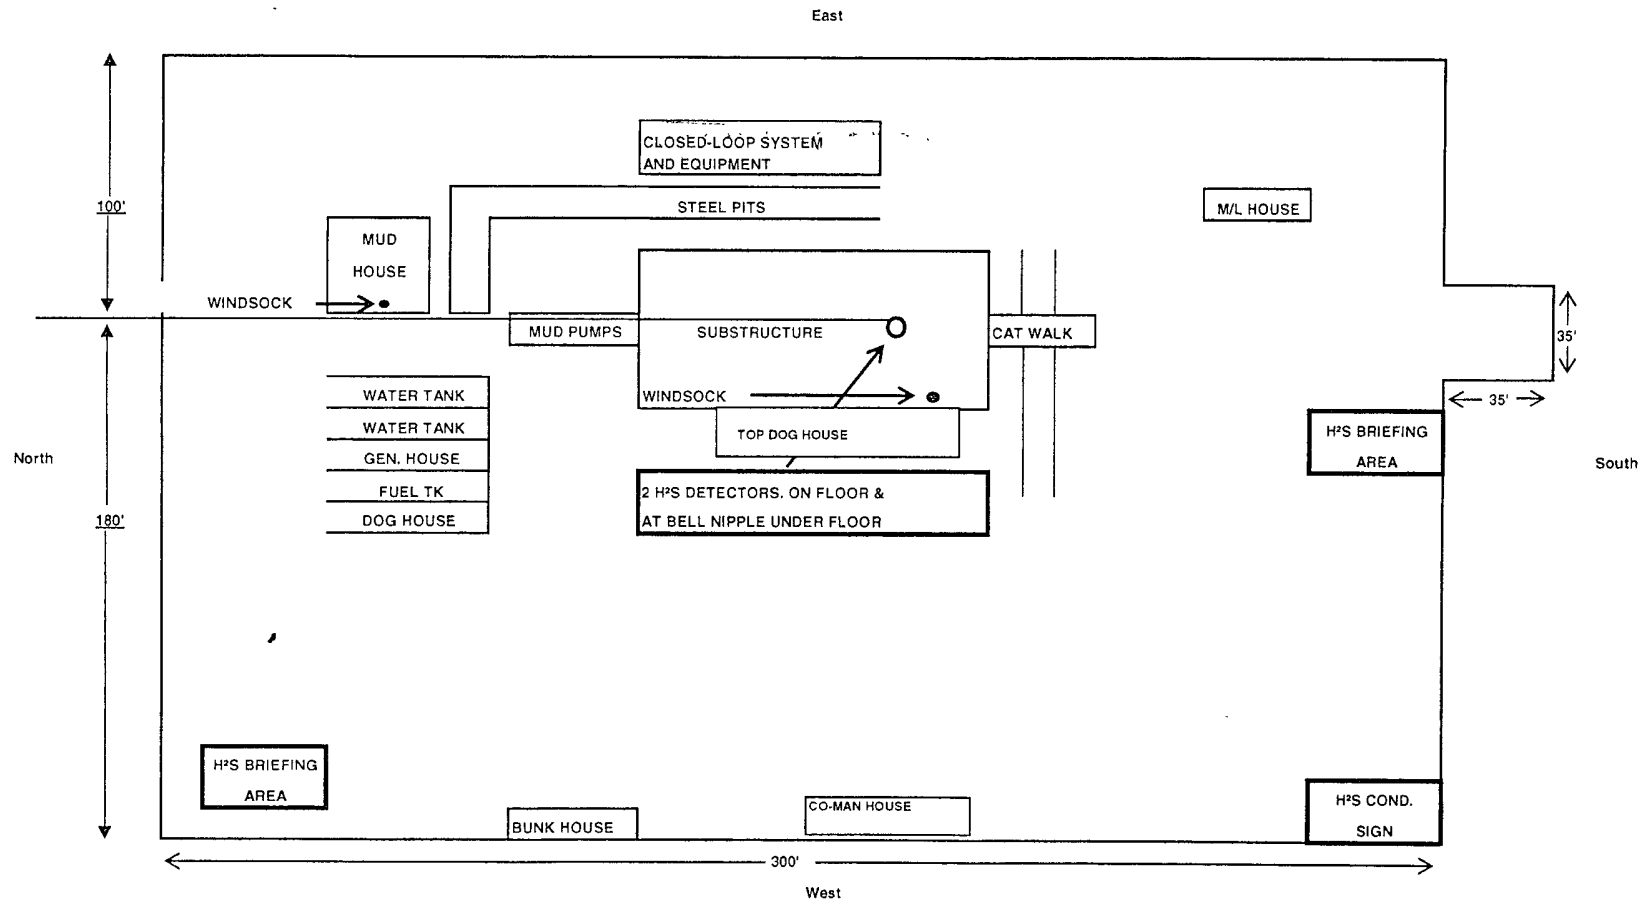 East
CLOSED-LOOP SYSTEM
AND EQUIPMENT
100'
STEEL PITS
M/L HOUSE
MUD
HOUSE
WINDSOCK
MUD PUMPS
SUBSTRUCTURE
CAT WALK
35'
WATER TANK
WINDSOCK
35'
WATER TANK
TOP DOG HOUSE
H²S BRIEFING
AREA
North
GEN. HOUSE
South
FUEL TK
2 H²S DETECTORS. ON FLOOR &
180'
DOG HOUSE
AT BELL NIPPLE UNDER FLOOR
H²S BRIEFING
AREA
BUNK HOUSE
CO-MAN HOUSE
H²S COND.
SIGN
300'
West